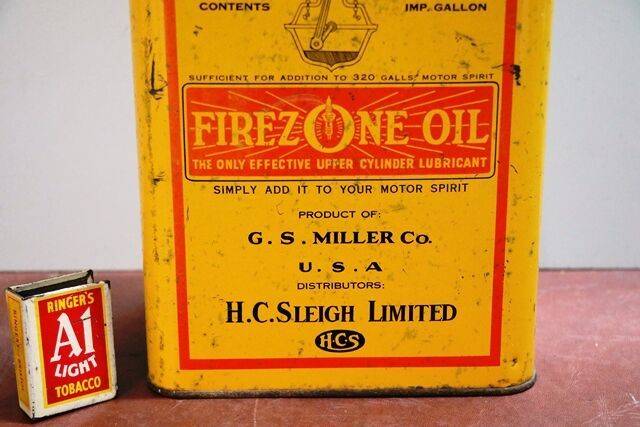 CONTENTS IMP. GALLON
SUFFICIENT FOR ADDITION TO 320 GALLS. MOTOR SPIRIT
FIREZONE OIL
THE ONLY EFFECTIVE UPPER CYLINDER LUBRICANT
SIMPLY ADD IT TO YOUR MOTOR SPIRIT
PRODUCT OF:
G. S. MILLER Co.
U. S. A
DISTRIBUTORS:
H.C.SLEIGH LIMITED
HCS
RINGER'S
A1
LIGHT
TOBACCO